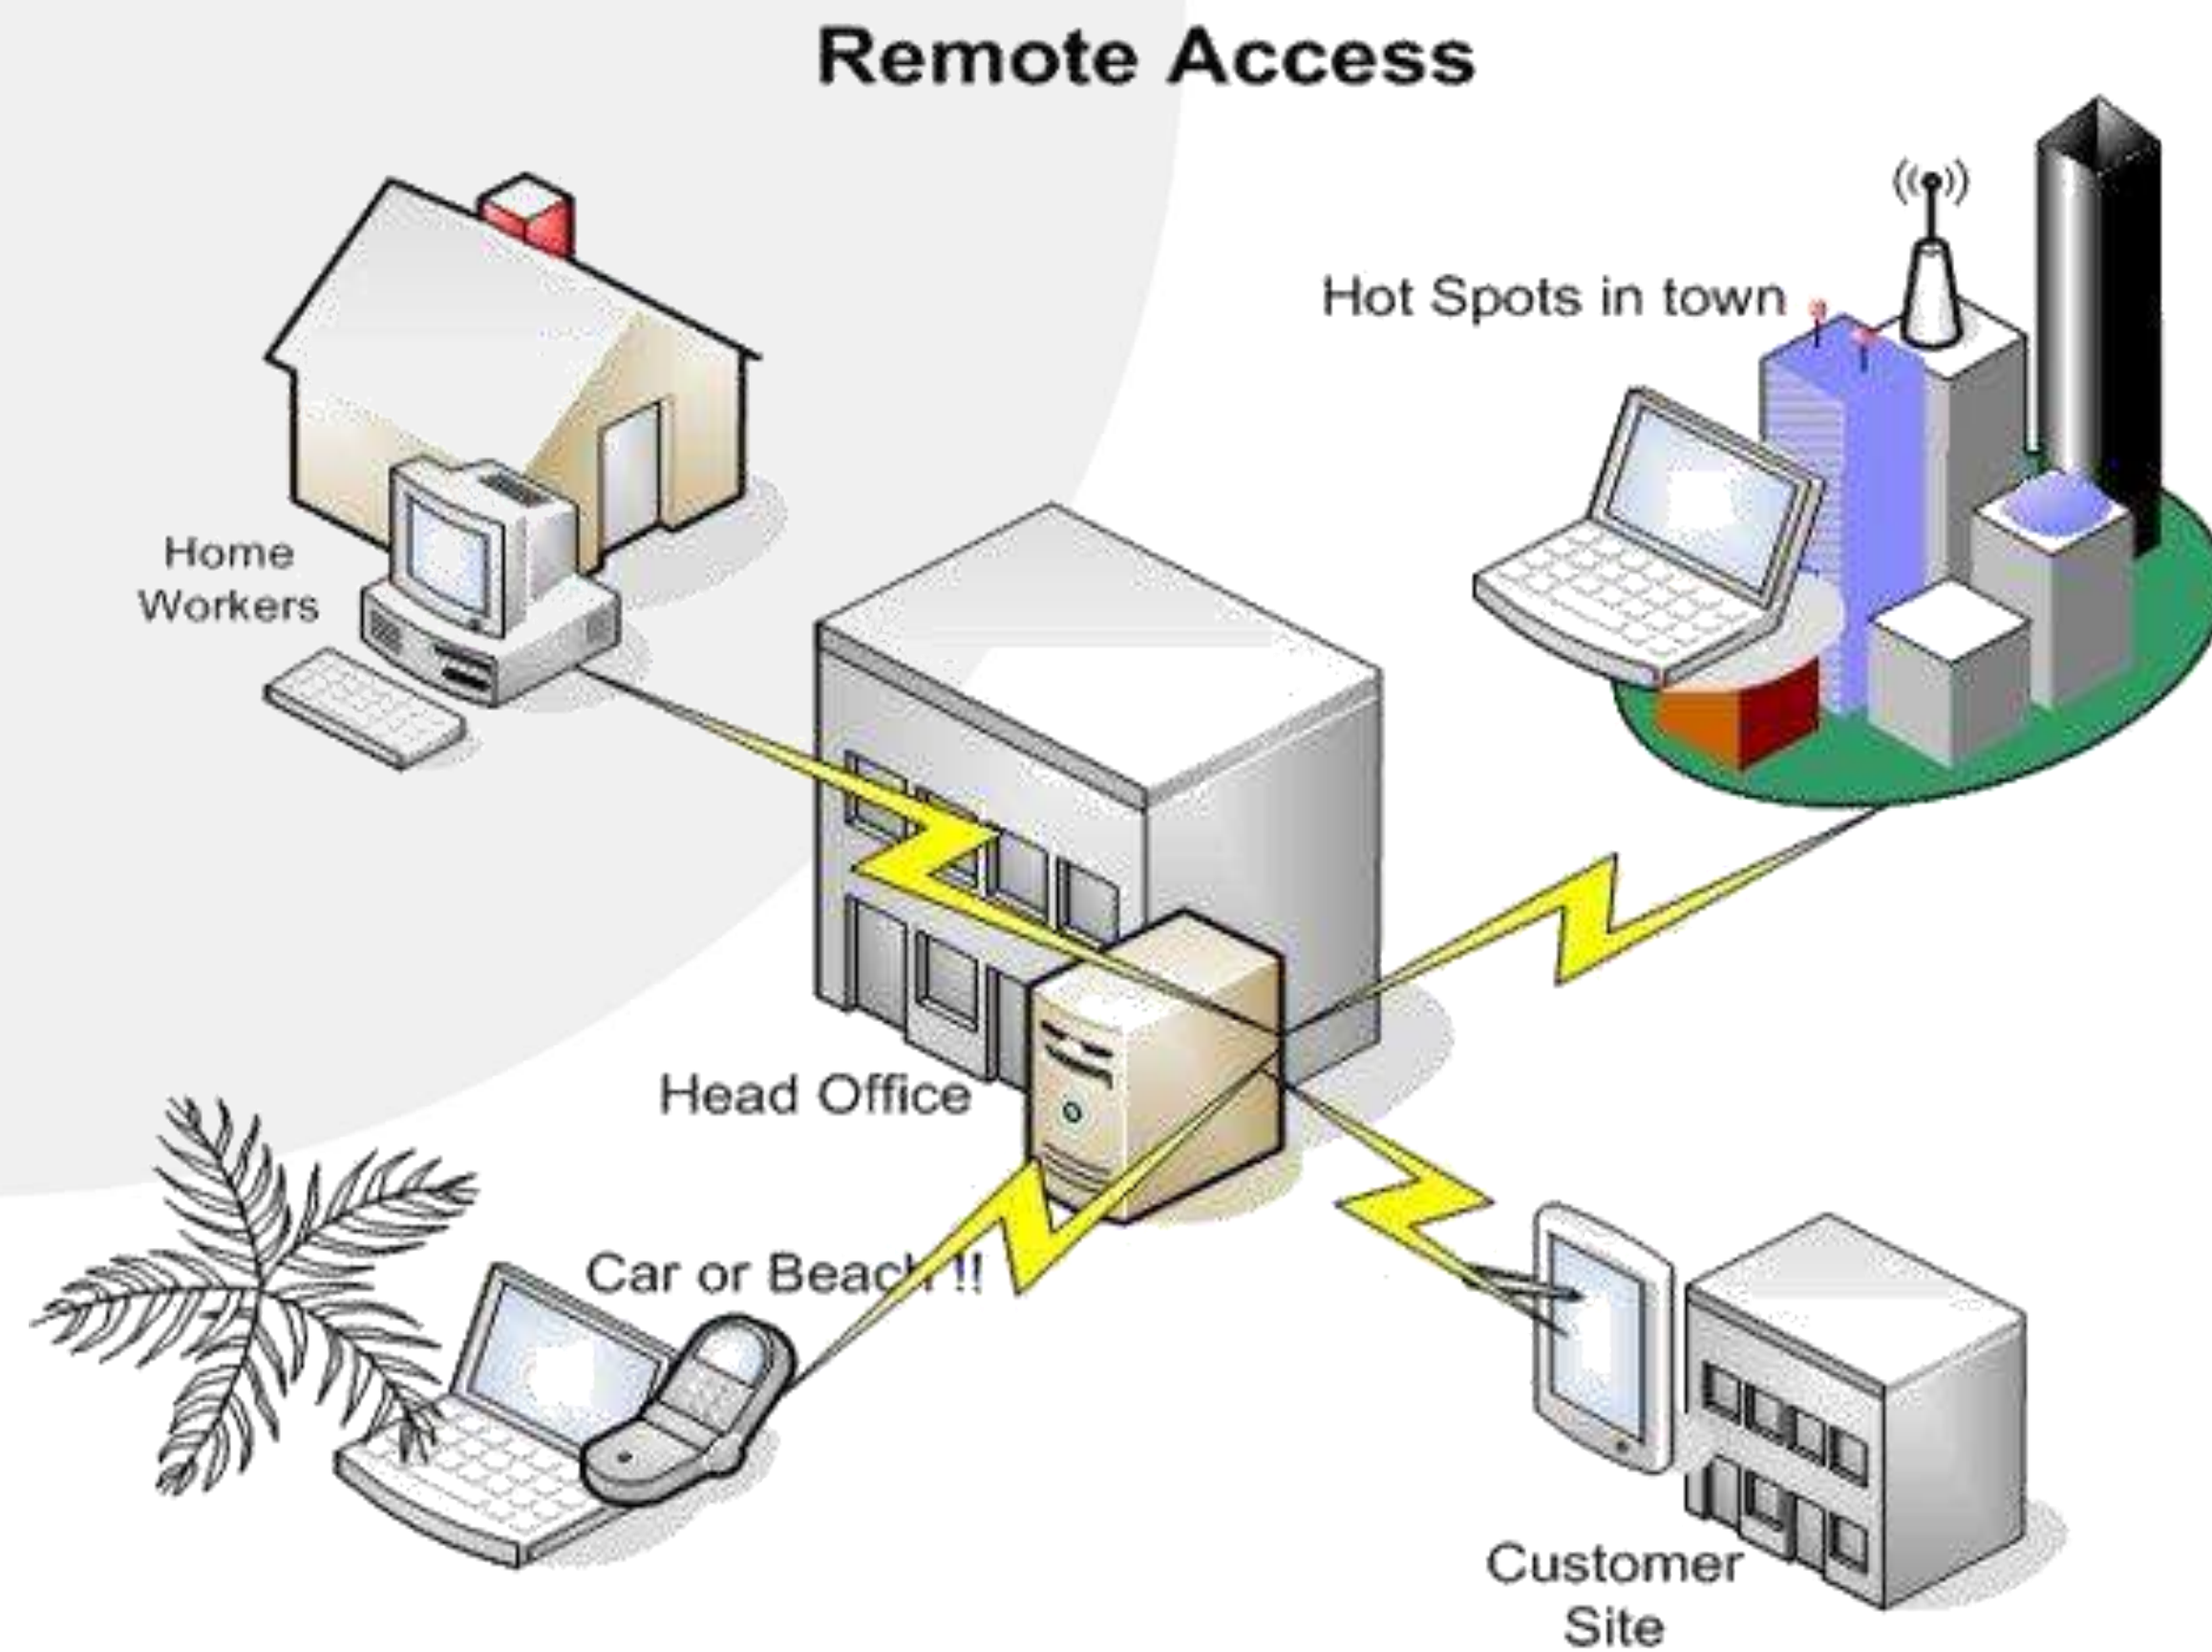 Remote Access
Hot Spots in town
Home
Workers
Head Office
Car or Beach !!
Customer
Site